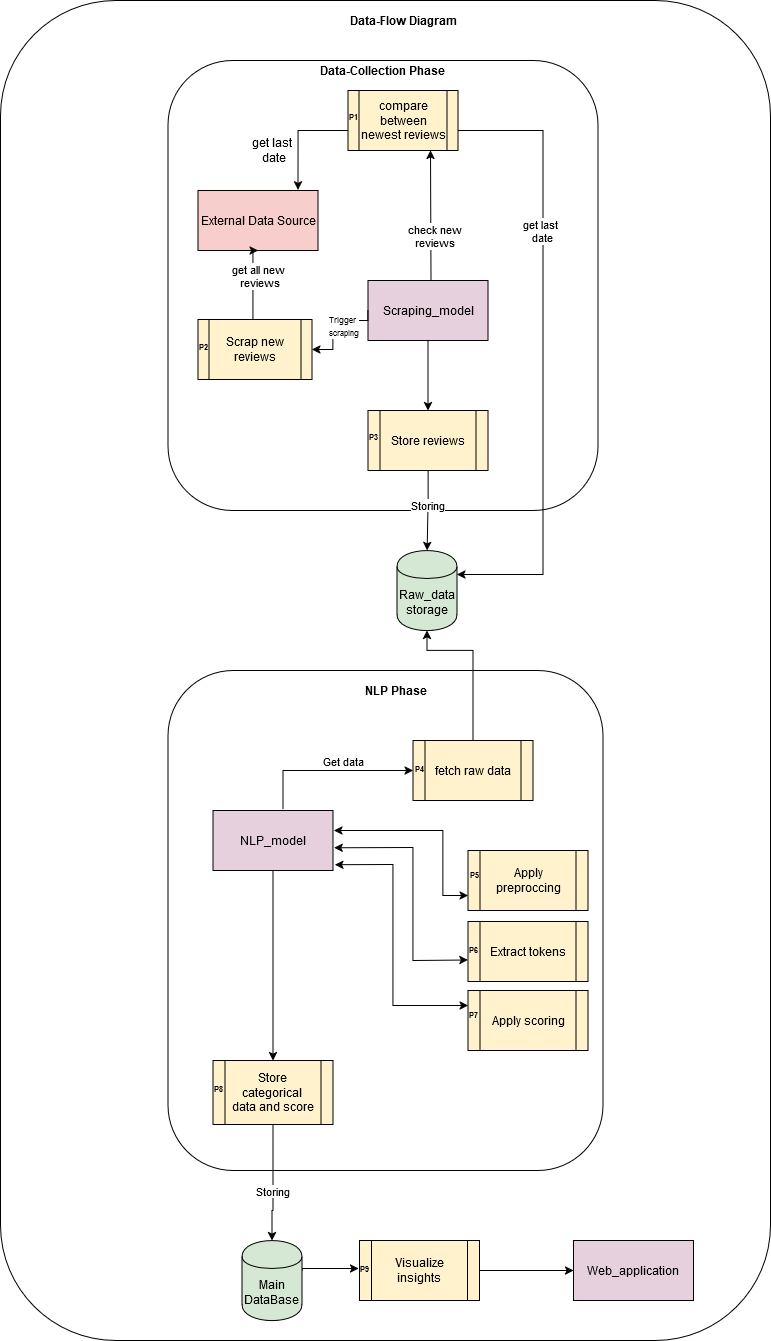 Data-Flow Diagram
Data-Collection Phase
P1
compare
between
newest reviews
get last
date
External Data Source
check new
reviews
get last
date
get all new
reviews
Scraping_model
Trigger
scraping
P2
Scrap new
reviews
P3
Store reviews
Storing
Raw_data
storage
NLP Phase
Get data
P4
fetch raw data
NLP_model
P5
Apply
preproccing
P6
Extract tokens
P7
Apply scoring
P8
Store
categorical
data and score
Storing
Main
DataBase
P9
Visualize
insights
Web_application